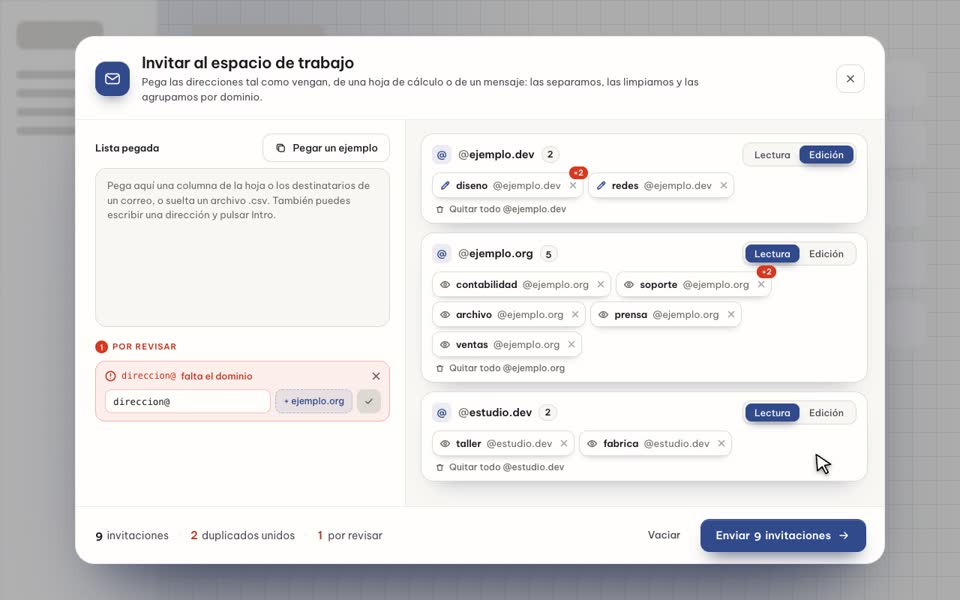 Invitar al espacio de trabajo
Pega las direcciones tal como vengan, de una hoja de cálculo o de un mensaje: las separamos, las limpiamos y las
agrupamos por dominio.
Lista pegada
Pegar un ejemplo
Pega aquí una columna de la hoja o los destinatarios de
un correo, o suelta un archivo .csv. También puedes
escribir una dirección y pulsar Intro.
1 POR REVISAR
direccion@ falta el dominio
direccion@
+ ejemplo.org
@ @ejemplo.dev 2
Lectura Edición
diseno @ejemplo.dev ×2
redes @ejemplo.dev
Quitar todo @ejemplo.dev
@ @ejemplo.org 5
Lectura Edición
contabilidad @ejemplo.org
soporte @ejemplo.org ×2
archivo @ejemplo.org
prensa @ejemplo.org
ventas @ejemplo.org
Quitar todo @ejemplo.org
@ @estudio.dev 2
Lectura Edición
taller @estudio.dev
fabrica @estudio.dev
Quitar todo @estudio.dev
9 invitaciones · 2 duplicados unidos · 1 por revisar
Vaciar
Enviar 9 invitaciones →